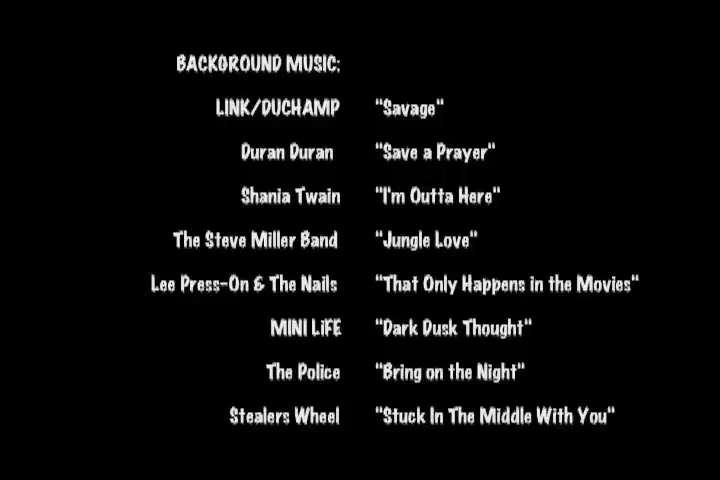 BACKGROUND MUSIC:
LINK/DUCHAMP "Savage"
Duran Duran "Save a Prayer"
Shania Twain "I'm Outta Here"
The Steve Miller Band "Jungle Love"
Lee Press-On & The Nails "That Only Happens in the Movies"
MINI LiFE "Dark Dusk Thought"
The Police "Bring on the Night"
Stealers Wheel "Stuck In The Middle With You"